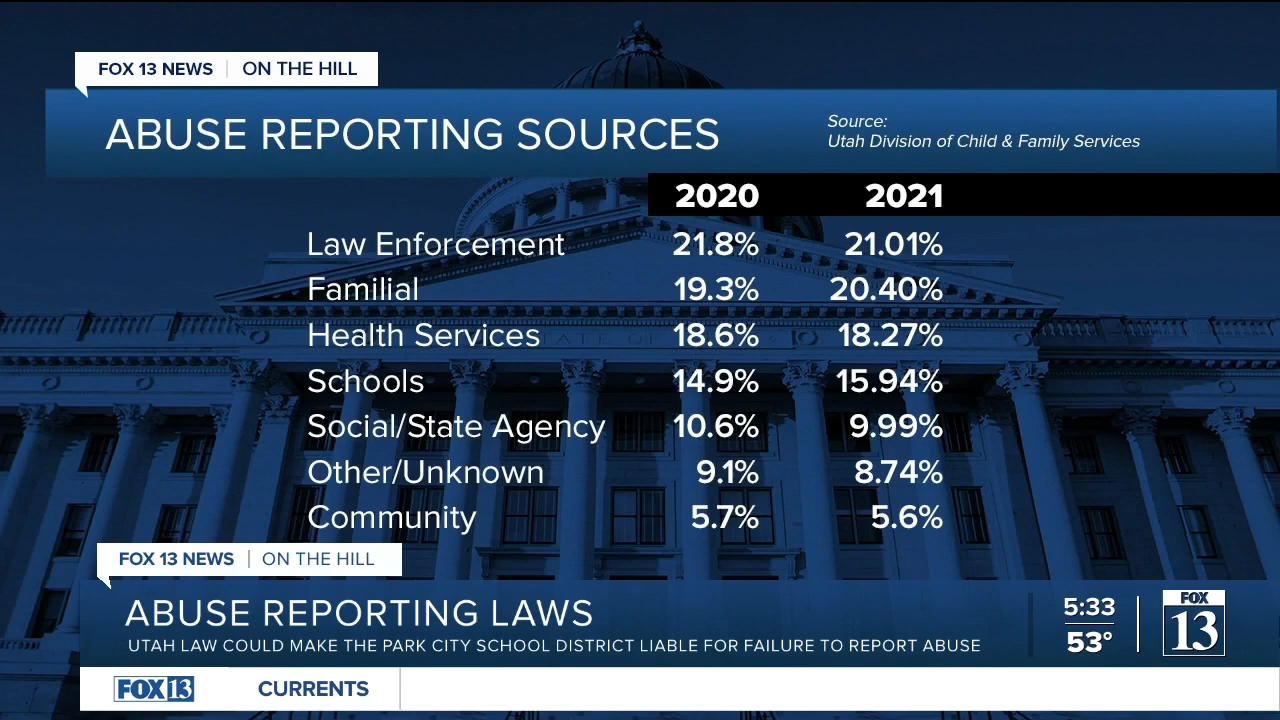 FOX 13 NEWS | ON THE HILL
ABUSE REPORTING SOURCES
Source:
Utah Division of Child & Family Services
2020 2021
Law Enforcement 21.8% 21.01%
Familial 19.3% 20.40%
Health Services 18.6% 18.27%
Schools 14.9% 15.94%
Social/State Agency 10.6% 9.99%
Other/Unknown 9.1% 8.74%
Community 5.7% 5.6%
FOX 13 NEWS | ON THE HILL
ABUSE REPORTING LAWS
UTAH LAW COULD MAKE THE PARK CITY SCHOOL DISTRICT LIABLE FOR FAILURE TO REPORT ABUSE
5:33
53°
FOX
13
FOX 13 CURRENTS